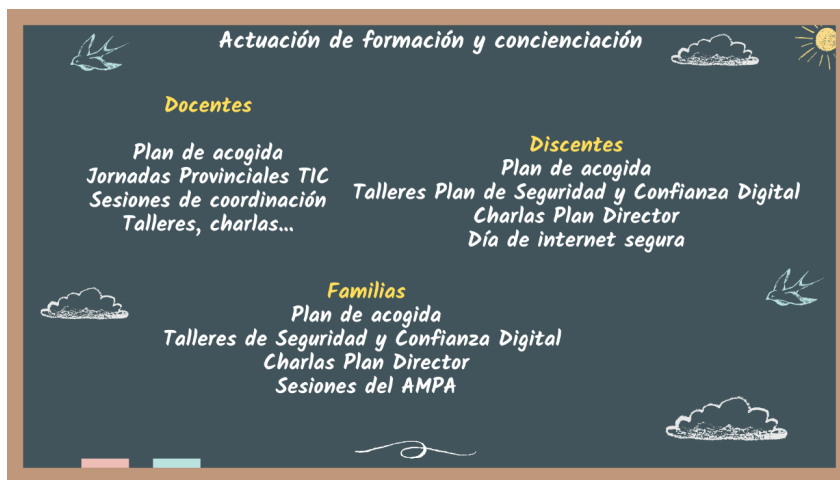 Actuación de formación y concienciación
Docentes
Plan de acogida
Jornadas Provinciales TIC
Sesiones de coordinación
Talleres, charlas...
Discentes
Plan de acogida
Talleres Plan de Seguridad y Confianza Digital
Charlas Plan Director
Día de internet segura
Familias
Plan de acogida
Talleres de Seguridad y Confianza Digital
Charlas Plan Director
Sesiones del AMPA